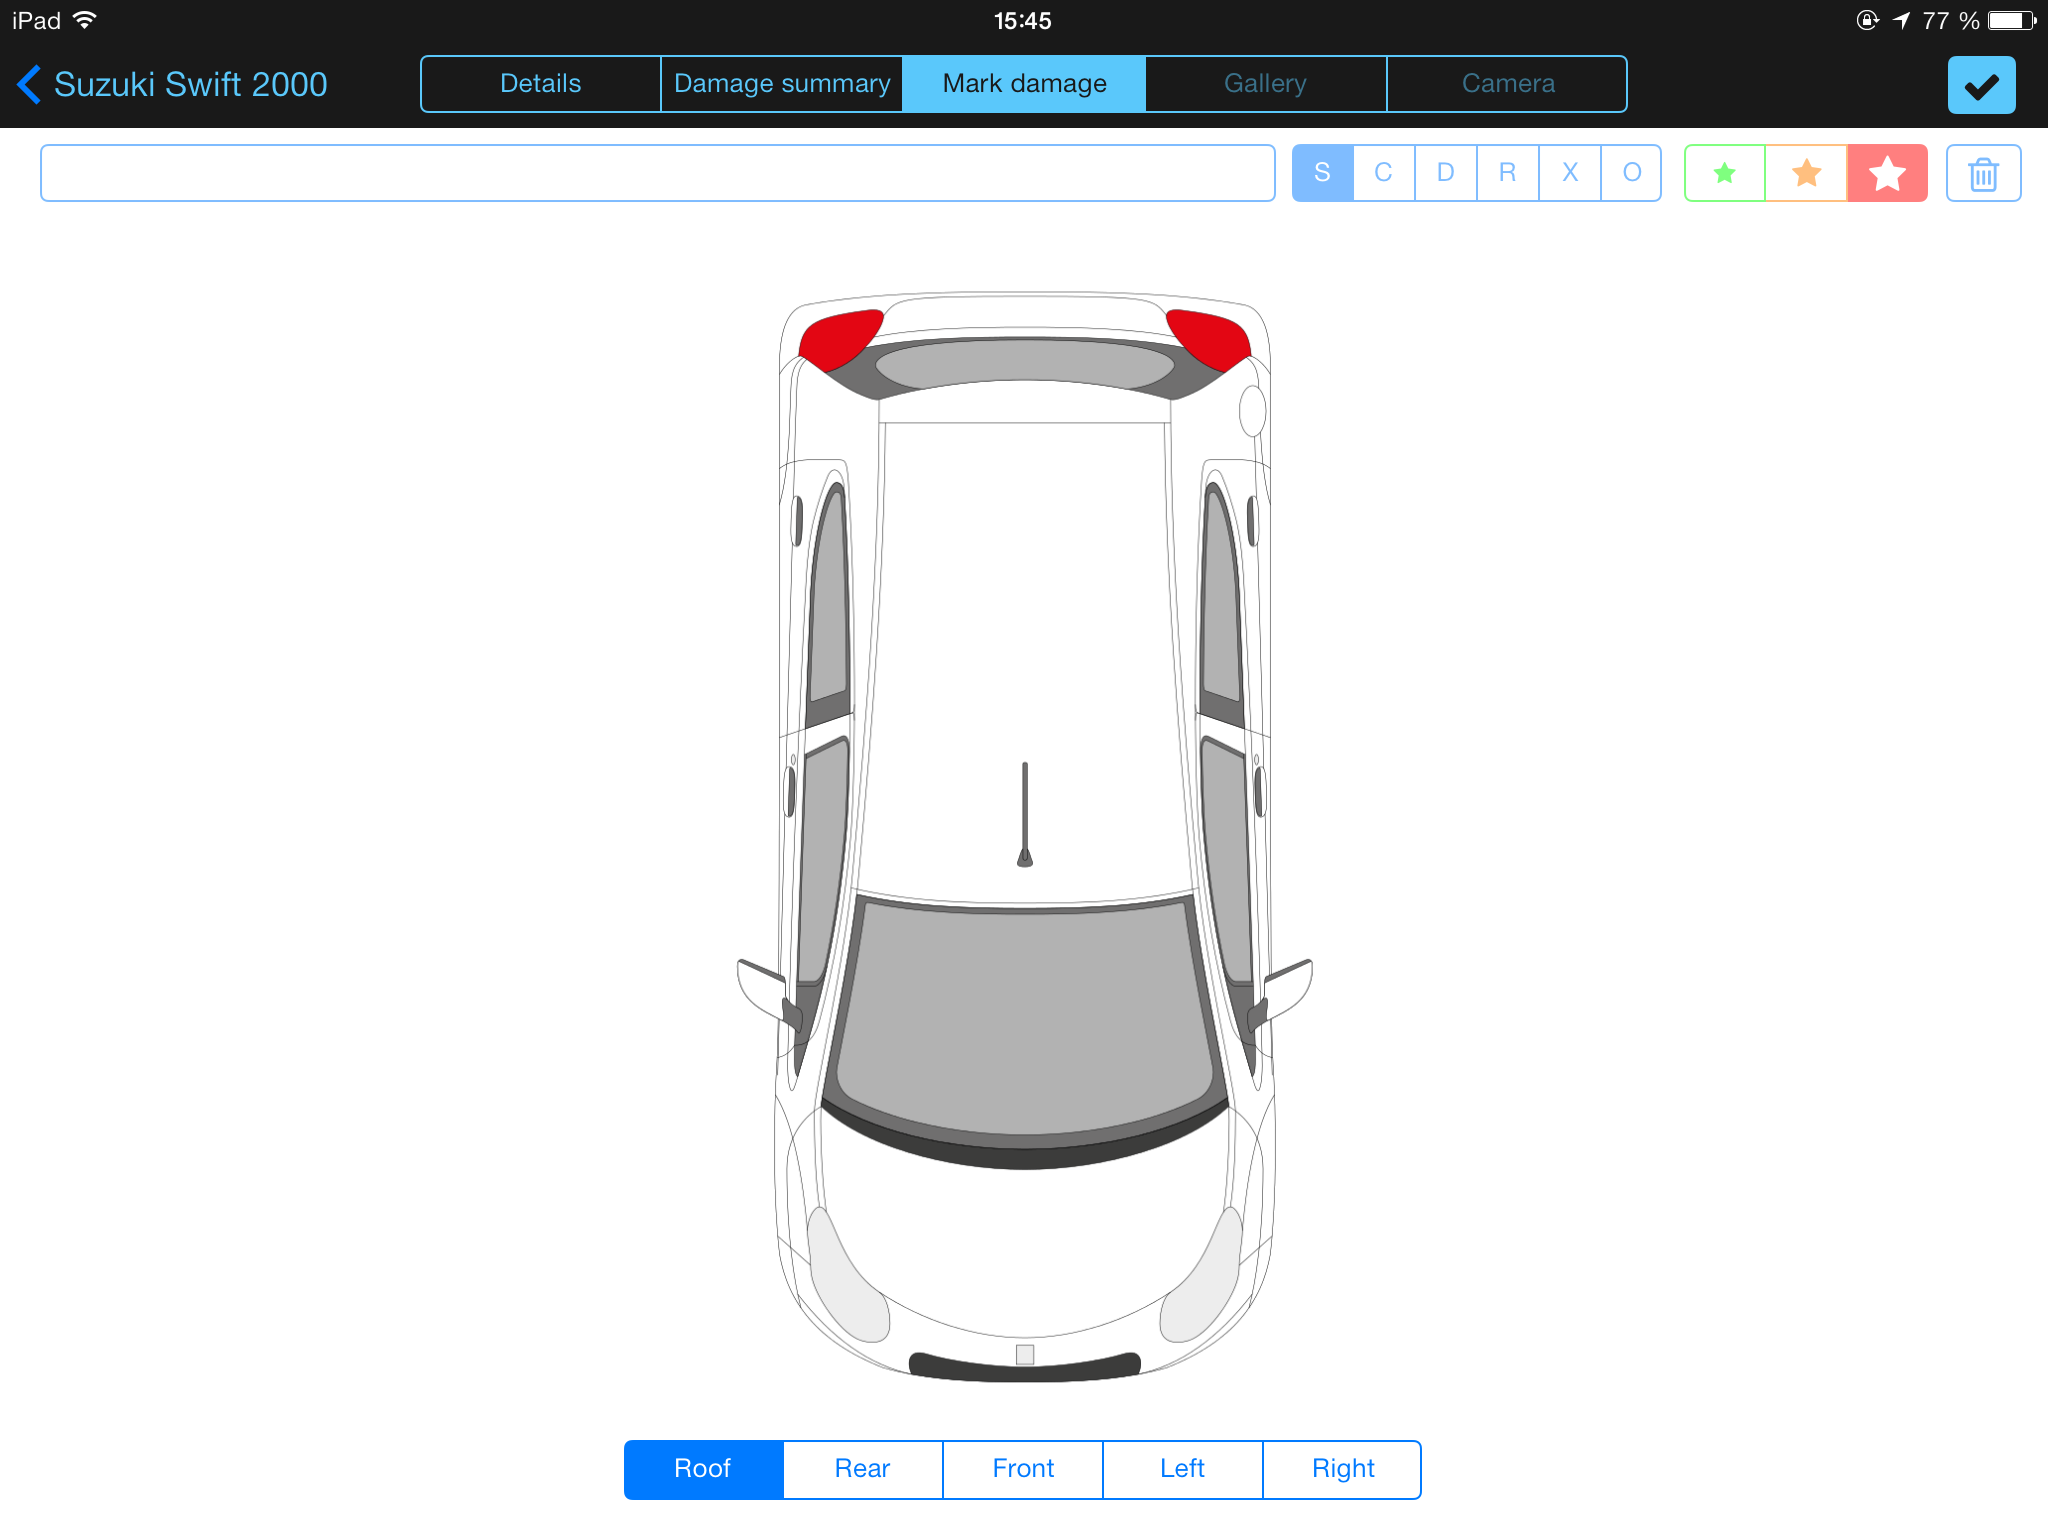 iPad 15:45 77 %
Suzuki Swift 2000 Details Damage summary Mark damage Gallery Camera
S C D R X O
Roof Rear Front Left Right